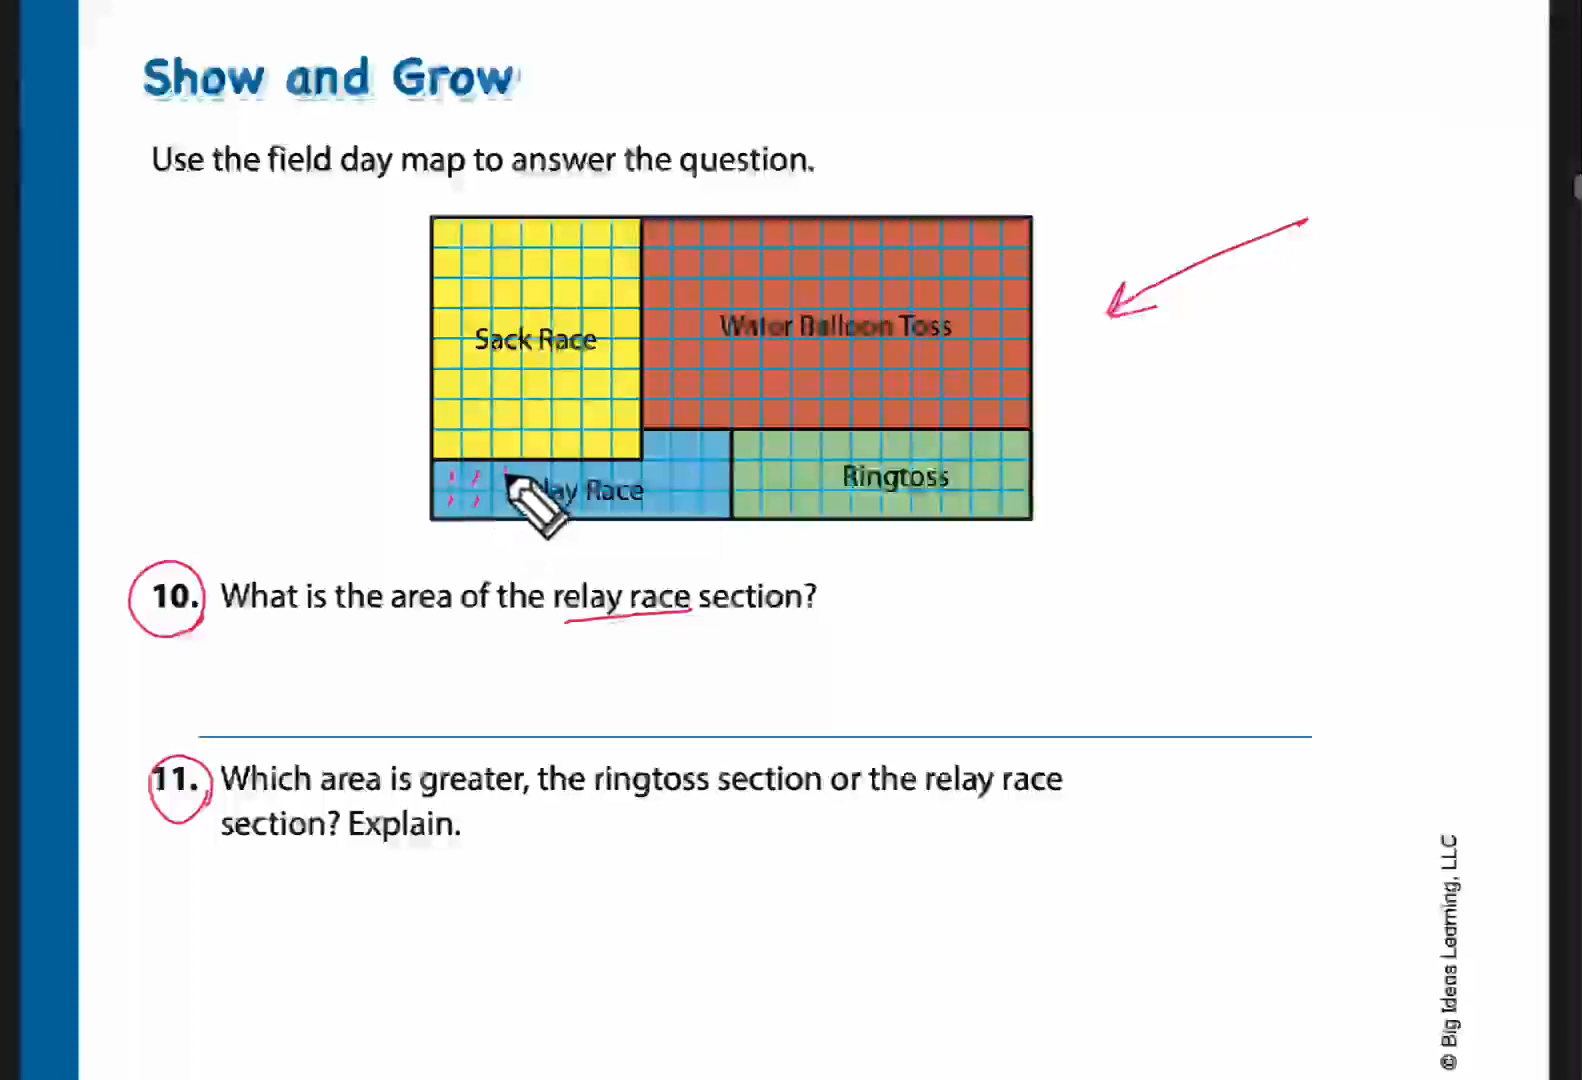 Show and Grow
Use the field day map to answer the question.
Sack Race
Water Balloon Toss
Race
Ringtoss
10. What is the area of the relay race section?
11. Which area is greater, the ringtoss section or the relay race
section? Explain.
© Big Ideas Learning, LLC